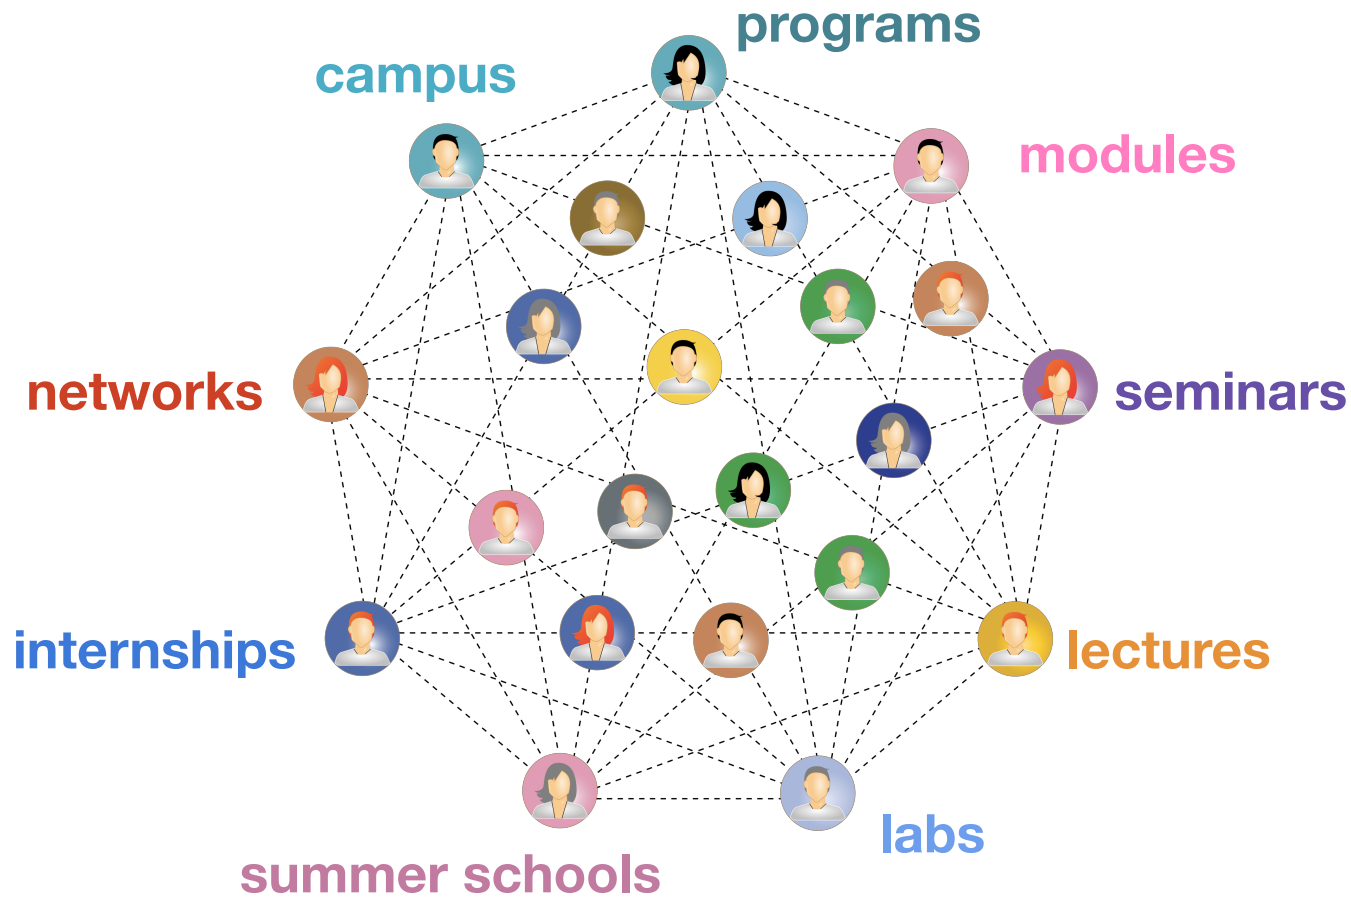 programs
campus
modules
networks
seminars
internships
lectures
labs
summer schools